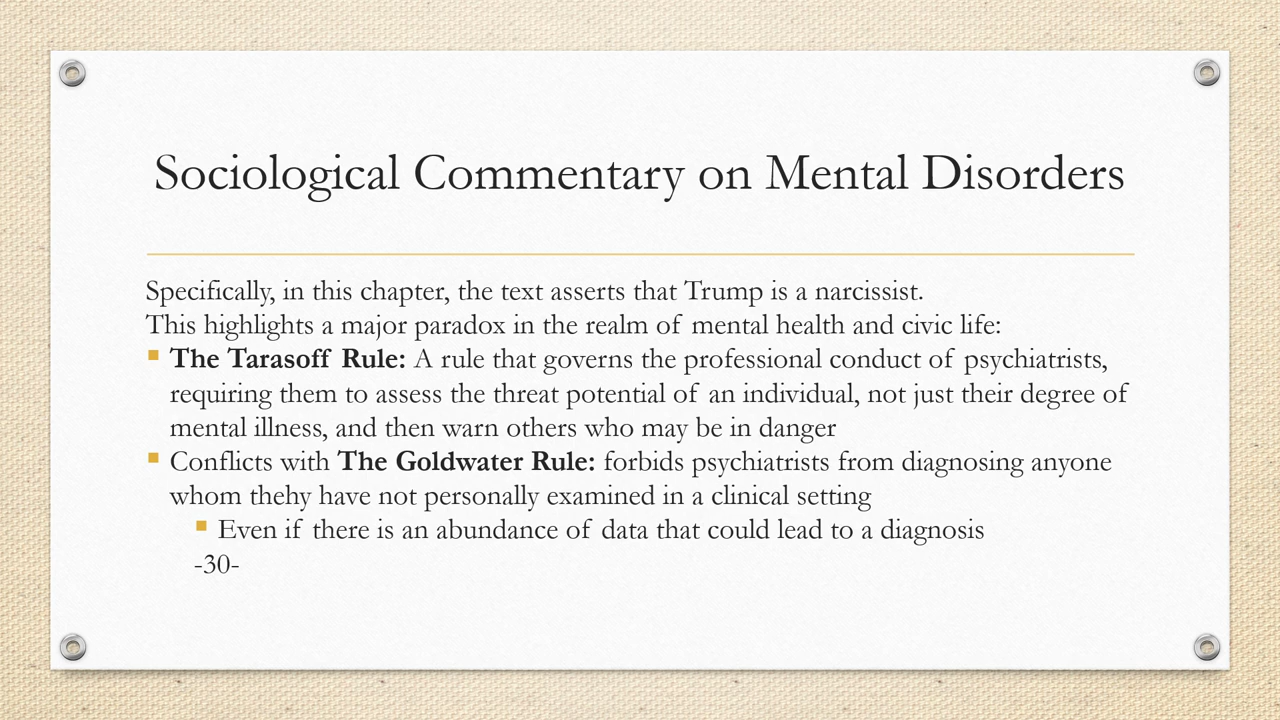 Sociological Commentary on Mental Disorders
Specifically, in this chapter, the text asserts that Trump is a narcissist.
This highlights a major paradox in the realm of mental health and civic life:
The Tarasoff Rule: A rule that governs the professional conduct of psychiatrists,
requiring them to assess the threat potential of an individual, not just their degree of
mental illness, and then warn others who may be in danger
Conflicts with The Goldwater Rule: forbids psychiatrists from diagnosing anyone
whom thehy have not personally examined in a clinical setting
Even if there is an abundance of data that could lead to a diagnosis
-30-